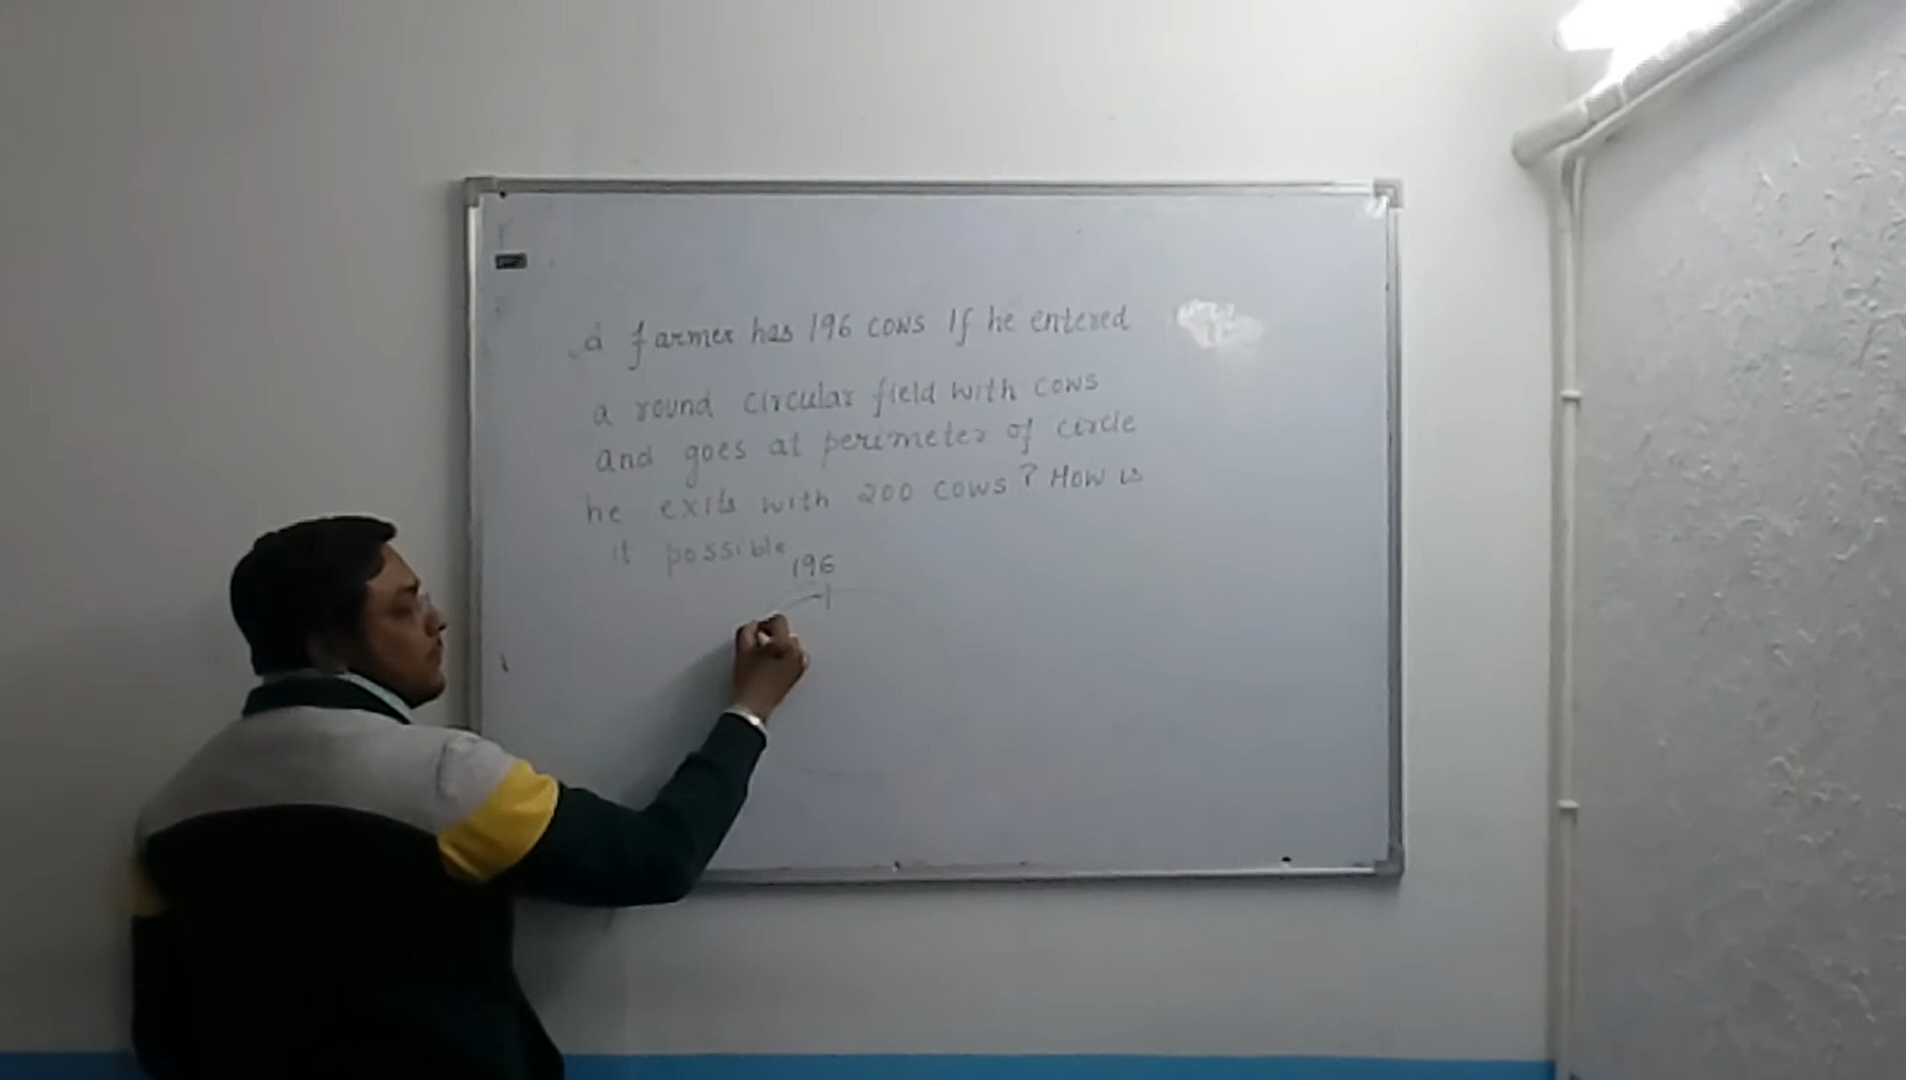 a farmer has 196 cows If he entered
a round circular field with cows
and goes at perimeter of circle
he exits with 200 cows? How is
it possible
196